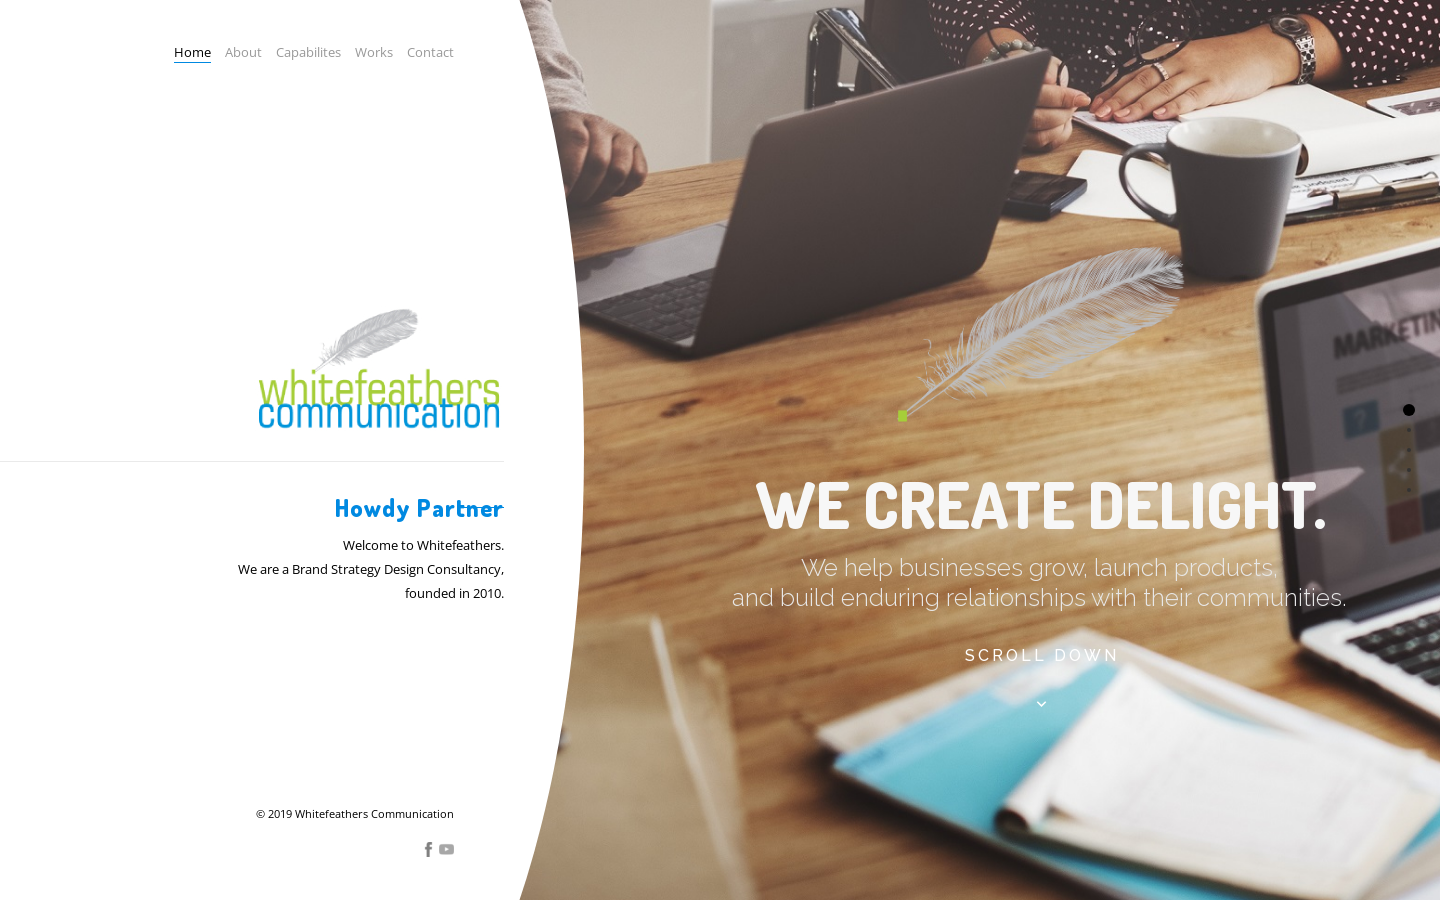 Home About Capabilites Works Contact
whitefeathers
communication
Howdy Partner
Welcome to Whitefeathers.
We are a Brand Strategy Design Consultancy,
founded in 2010.
© 2019 Whitefeathers Communication
MARKETIN
?
WE CREATE DELIGHT.
We help businesses grow, launch products,
and build enduring relationships with their communities.
SCROLL DOWN